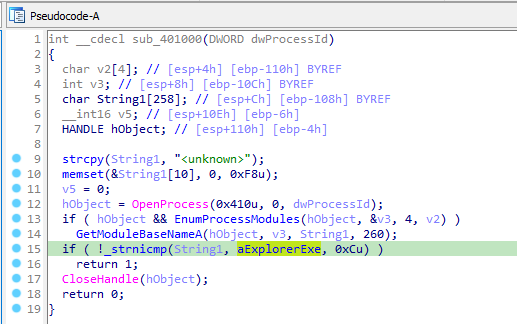 Pseudocode-A
1 int __cdecl sub_401000(DWORD dwProcessId)
2 {
3 char v2[4]; // [esp+4h] [ebp-110h] BYREF
4 int v3; // [esp+8h] [ebp-10Ch] BYREF
5 char String1[258]; // [esp+Ch] [ebp-108h] BYREF
6 __int16 v5; // [esp+10Eh] [ebp-6h]
7 HANDLE hObject; // [esp+110h] [ebp-4h]
8
9 strcpy(String1, "<unknown>");
10 memset(&String1[10], 0, 0xF8u);
11 v5 = 0;
12 hObject = OpenProcess(0x410u, 0, dwProcessId);
13 if ( hObject && EnumProcessModules(hObject, &v3, 4, v2) )
14 GetModuleBaseNameA(hObject, v3, String1, 260);
15 if ( !_strnicmp(String1, aExplorerExe, 0xCu) )
16 return 1;
17 CloseHandle(hObject);
18 return 0;
19 }